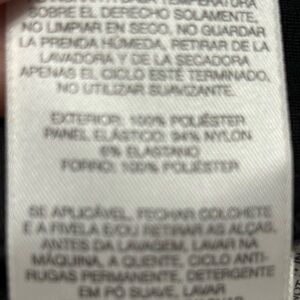 TEMPERATURA
SOBRE EL DERECHO SOLAMENTE,
NO LIMPIAR EN SECO, NO GUARDAR
LA PRENDA HÚMEDA, RETIRAR DE LA
LAVADORA Y DE LA SECADORA
APENAS EL CICLO ESTÉ TERMINADO,
NO UTILIZAR SUAVIZANTE.
EXTERIOR: 100% POLIÉSTER
PANEL ELÁSTICO: 94% NYLON
6% ELASTANO
FORRO: 100% POLIÉSTER
SE APLICÁVEL, FECHAR COLCHETE
E A FIVELA E/OU RETIRAR AS ALÇAS,
ANTES DA LAVAGEM, LAVAR NA
MÁQUINA, A QUENTE, CICLO ANTI-
RUGAS PERMANENTE, DETERGENTE
EM PÓ SUAVE, LAVAR